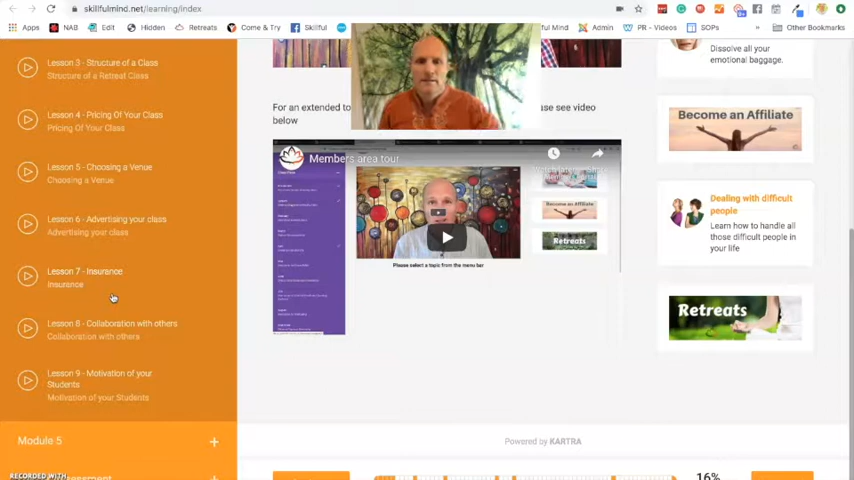 skillfulmind.net/learning/index
Apps NAB Edit Hidden Retreats Come & Try Skillful ful Mind Admin PR - Videos SOPs » Other Bookmarks
Lesson 3 - Structure of a Class
Structure of a Retreat Class
Lesson 4 - Pricing Of Your Class
Pricing Of Your Class
Lesson 5 - Choosing a Venue
Choosing a Venue
Lesson 6 - Advertising your class
Advertising your class
Lesson 7 - Insurance
Insurance
Lesson 8 - Collaboration with others
Collaboration with others
Lesson 9 - Motivation of your
Students
Motivation of your Students
Module 5 +
RECORDED WITH
For an extended to ase see video
below
Members area tour
Please select a topic from the menu bar
BECOME AN AFFILIATE
Retreats
Powered by KARTRA
16%
Dissolve all your
emotional baggage.
Become an Affiliate
Dealing with difficult
people
Learn how to handle all
those difficult people in
your life
Retreats